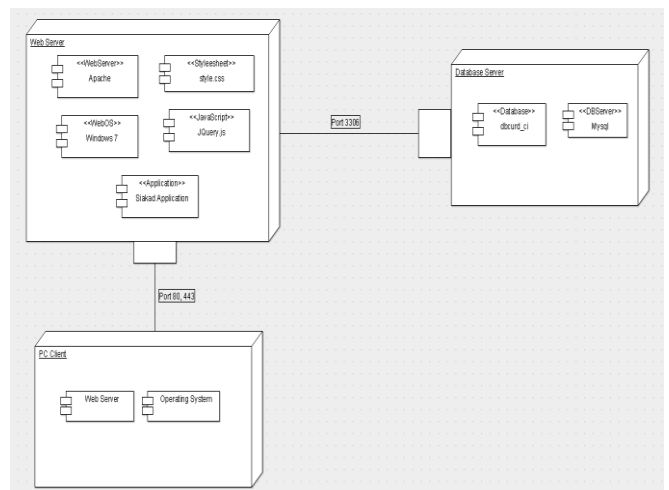 Web Server
<<WebServer>>
Apache
<<Styleesheet>>
style.css
<<WebOS>>
Windows 7
<<JavaScript>>
JQuery.js
<<Application>>
Siakad Application
Port 3306
Database Server
<<Database>>
dbcurd_ci
<<DBServer>>
Mysql
Port 80, 443
PC Client
Web Server
Operating System